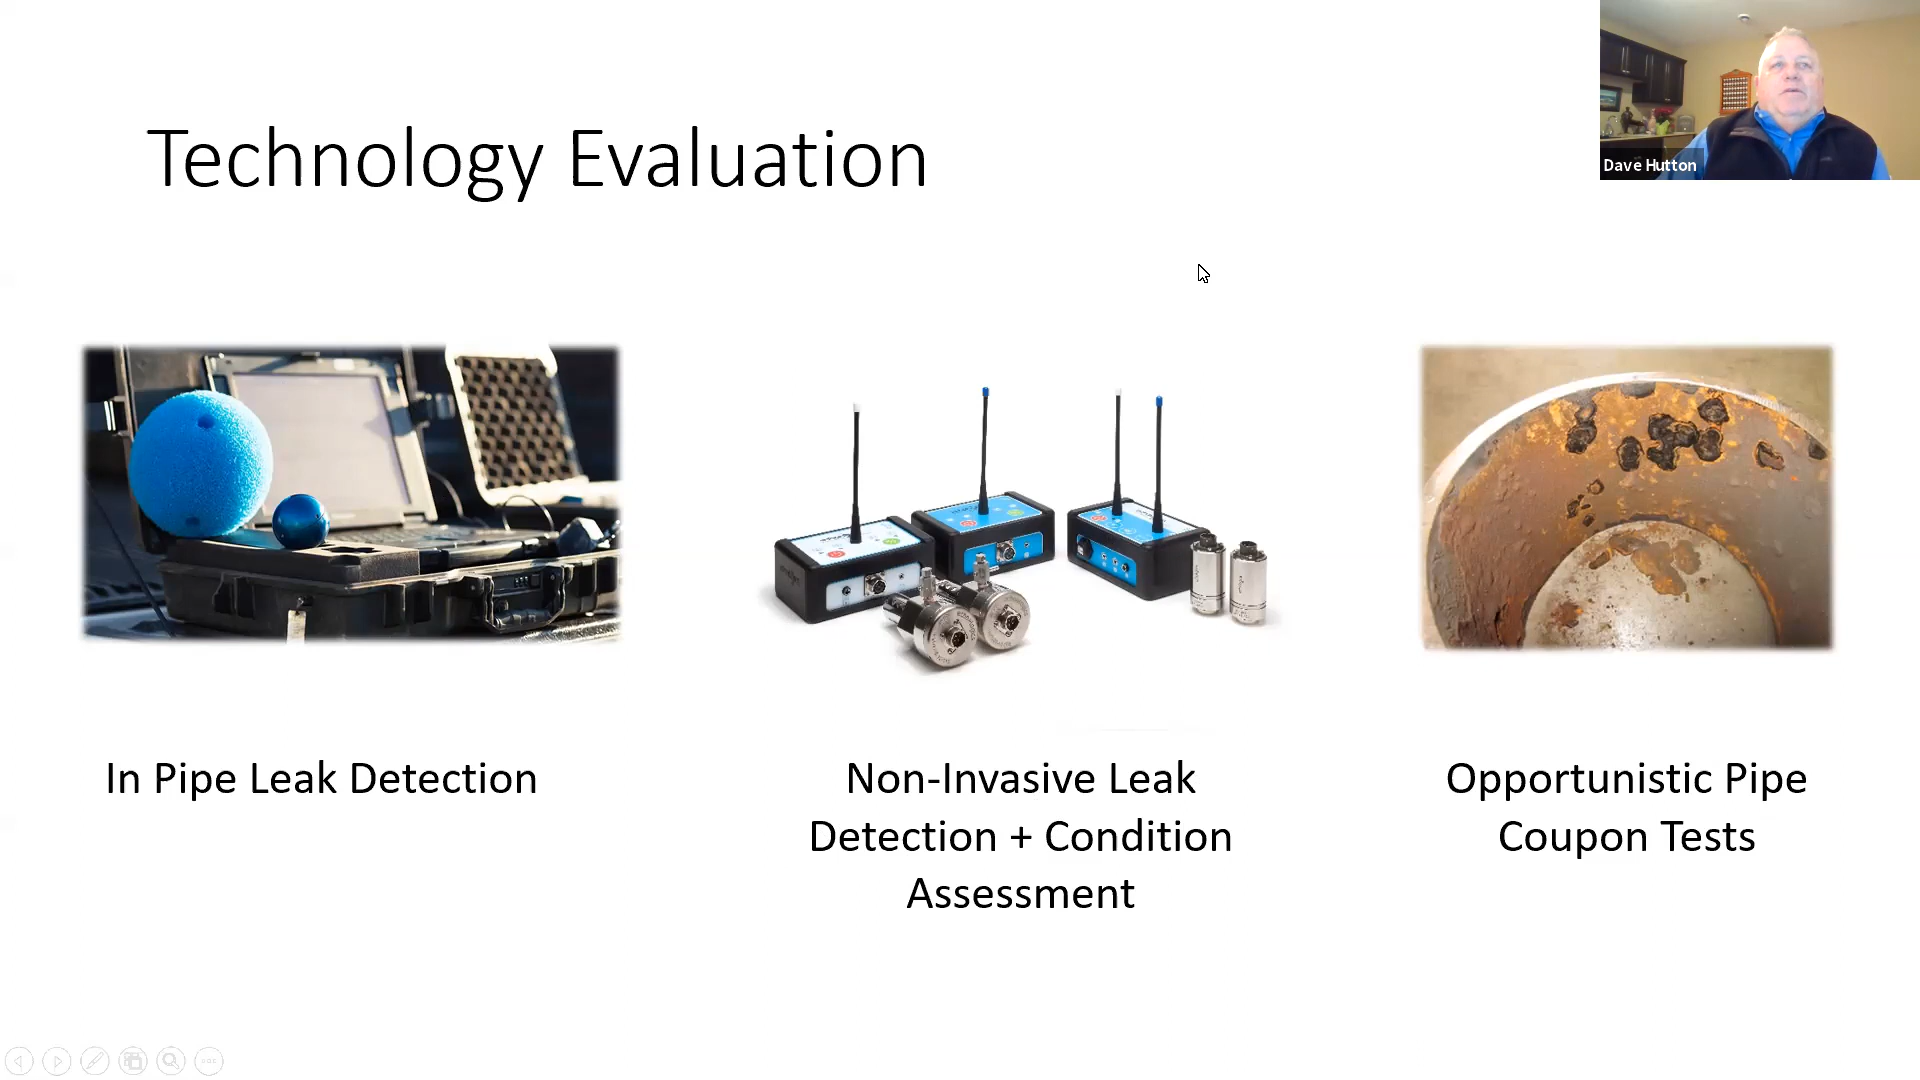 Technology Evaluation
Dave Hutton
In Pipe Leak Detection
Non-Invasive Leak
Detection + Condition
Assessment
Opportunistic Pipe
Coupon Tests